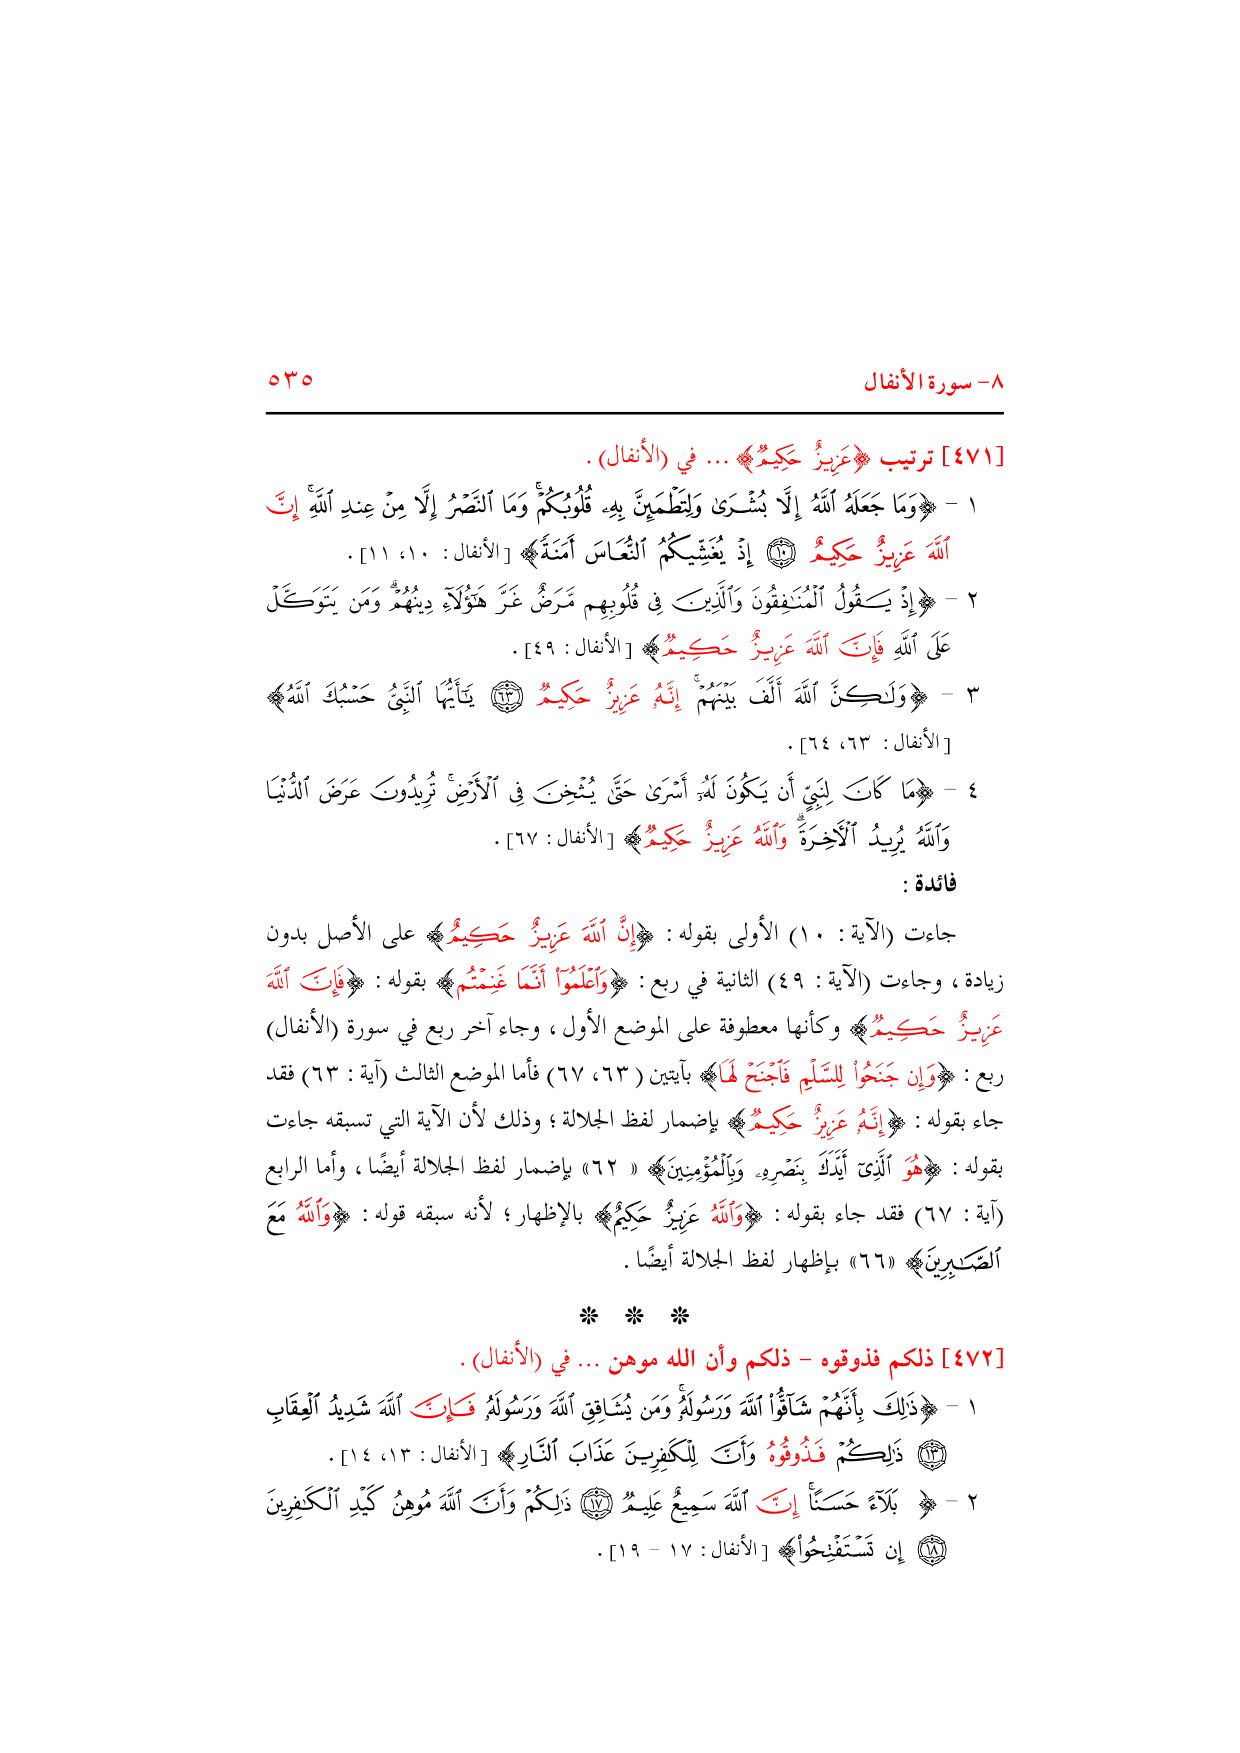 ٨- سورة الأنفال ٥٣٥
[٤٧١] ترتيب ﴿عَزِيزٌ حَكِيمٌ﴾ ... في (الأنفال) .
١ - ﴿وَمَا جَعَلَهُ ٱللَّهُ إِلَّا بُشْرَىٰ وَلِتَطْمَئِنَّ بِهِۦ قُلُوبُكُمْ ۚ وَمَا ٱلنَّصْرُ إِلَّا مِنْ عِندِ ٱللَّهِ ۚ إِنَّ
ٱللَّهَ عَزِيزٌ حَكِيمٌ ۝١٠ إِذْ يُغَشِّيكُمُ ٱلنُّعَاسَ أَمَنَةً﴾ [الأنفال : ١٠، ١١] .
٢ - ﴿إِذْ يَقُولُ ٱلْمُنَٰفِقُونَ وَٱلَّذِينَ فِى قُلُوبِهِم مَّرَضٌ غَرَّ هَٰٓؤُلَآءِ دِينُهُمْ ۗ وَمَن يَتَوَكَّلْ
عَلَى ٱللَّهِ فَإِنَّ ٱللَّهَ عَزِيزٌ حَكِيمٌ﴾ [الأنفال : ٤٩] .
٣ - ﴿وَلَٰكِنَّ ٱللَّهَ أَلَّفَ بَيْنَهُمْ ۚ إِنَّهُۥ عَزِيزٌ حَكِيمٌ ۝٦٣ يَٰٓأَيُّهَا ٱلنَّبِىُّ حَسْبُكَ ٱللَّهُ﴾
[الأنفال : ٦٣، ٦٤] .
٤ - ﴿مَا كَانَ لِنَبِىٍّ أَن يَكُونَ لَهُۥٓ أَسْرَىٰ حَتَّىٰ يُثْخِنَ فِى ٱلْأَرْضِ ۚ تُرِيدُونَ عَرَضَ ٱلدُّنْيَا
وَٱللَّهُ يُرِيدُ ٱلْءَاخِرَةَ ۗ وَٱللَّهُ عَزِيزٌ حَكِيمٌ﴾ [الأنفال : ٦٧] .
فائدة :
جاءت (الآية : ١٠) الأولى بقوله : ﴿إِنَّ ٱللَّهَ عَزِيزٌ حَكِيمٌ﴾ على الأصل بدون
زيادة ، وجاءت (الآية : ٤٩) الثانية في ربع : ﴿وَٱعْلَمُوٓا۟ أَنَّمَا غَنِمْتُم﴾ بقوله : ﴿فَإِنَّ ٱللَّهَ
عَزِيزٌ حَكِيمٌ﴾ وكأنها معطوفة على الموضع الأول ، وجاء آخر ربع في سورة (الأنفال)
ربع : ﴿وَإِن جَنَحُوا۟ لِلسَّلْمِ فَٱجْنَحْ لَهَا﴾ بآيتين (٦٣، ٦٧) فأما الموضع الثالث (آية : ٦٣) فقد
جاء بقوله : ﴿إِنَّهُۥ عَزِيزٌ حَكِيمٌ﴾ بإضمار لفظ الجلالة ؛ وذلك لأن الآية التي تسبقه جاءت
بقوله : ﴿هُوَ ٱلَّذِىٓ أَيَّدَكَ بِنَصْرِهِۦ وَبِٱلْمُؤْمِنِينَ﴾ « ٦٢» بإضمار لفظ الجلالة أيضًا ، وأما الرابع
(آية : ٦٧) فقد جاء بقوله : ﴿وَٱللَّهُ عَزِيزٌ حَكِيمٌ﴾ بالإظهار ؛ لأنه سبقه قوله : ﴿وَٱللَّهُ مَعَ
ٱلصَّٰبِرِينَ﴾ «٦٦» بإظهار لفظ الجلالة أيضًا .
❊ ❊ ❊
[٤٧٢] ذلكم فذوقوه - ذلكم وأن الله موهن ... في (الأنفال) .
١ - ﴿ذَٰلِكَ بِأَنَّهُمْ شَآقُّوا۟ ٱللَّهَ وَرَسُولَهُۥ ۚ وَمَن يُشَاقِقِ ٱللَّهَ وَرَسُولَهُۥ فَإِنَّ ٱللَّهَ شَدِيدُ ٱلْعِقَابِ
۝١٣ ذَٰلِكُمْ فَذُوقُوهُ وَأَنَّ لِلْكَٰفِرِينَ عَذَابَ ٱلنَّارِ﴾ [الأنفال : ١٣، ١٤] .
٢ - ﴿ بَلَآءً حَسَنًا ۚ إِنَّ ٱللَّهَ سَمِيعٌ عَلِيمٌ ۝١٧ ذَٰلِكُمْ وَأَنَّ ٱللَّهَ مُوهِنُ كَيْدِ ٱلْكَٰفِرِينَ
۝١٨ إِن تَسْتَفْتِحُوا۟﴾ [الأنفال : ١٧ - ١٩] .